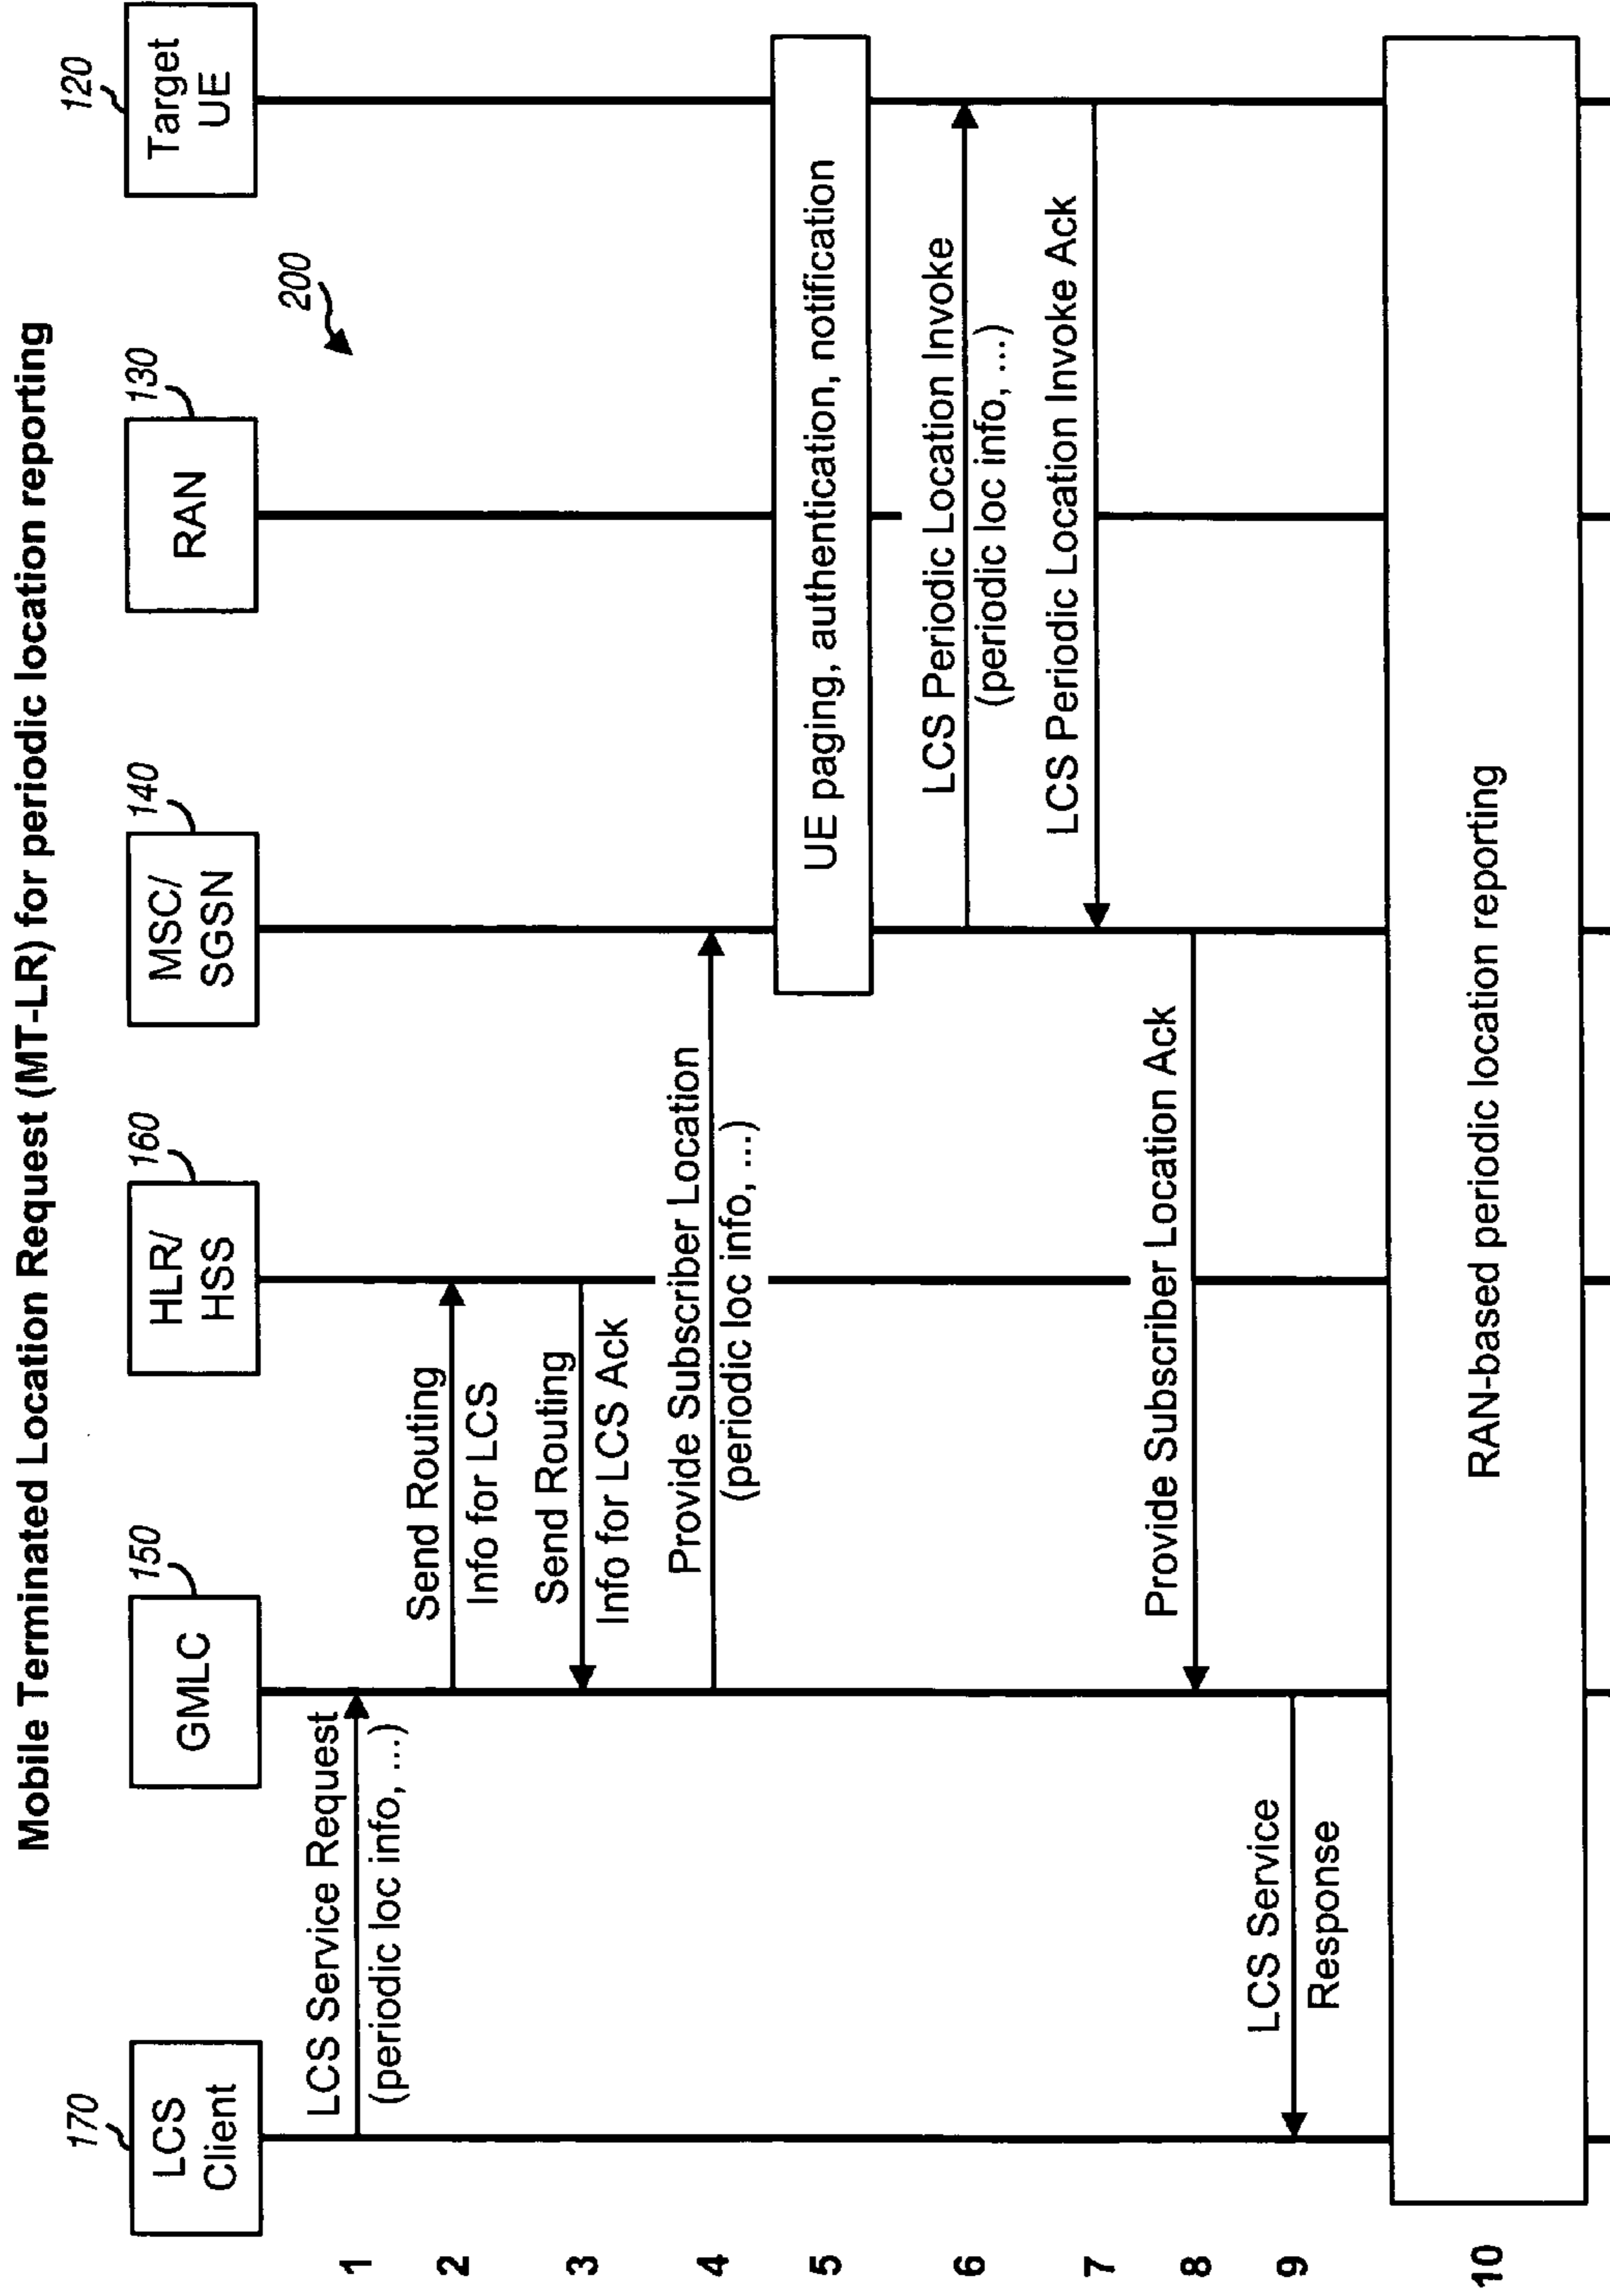 Mobile Terminated Location Request (MT-LR) for periodic location reporting
170
150
160
140
130
120
LCS
Client
GMLC
HLR/
HSS
MSC/
SGSN
RAN
Target
UE
200
1
LCS Service Request
(periodic loc info, ...)
2
Send Routing
Info for LCS
3
Send Routing
Info for LCS Ack
4
Provide Subscriber Location
(periodic loc info, ...)
5
UE paging, authentication, notification
6
LCS Periodic Location Invoke
(periodic loc info, ...)
7
LCS Periodic Location Invoke Ack
8
Provide Subscriber Location Ack
9
LCS Service
Response
10
RAN-based periodic location reporting